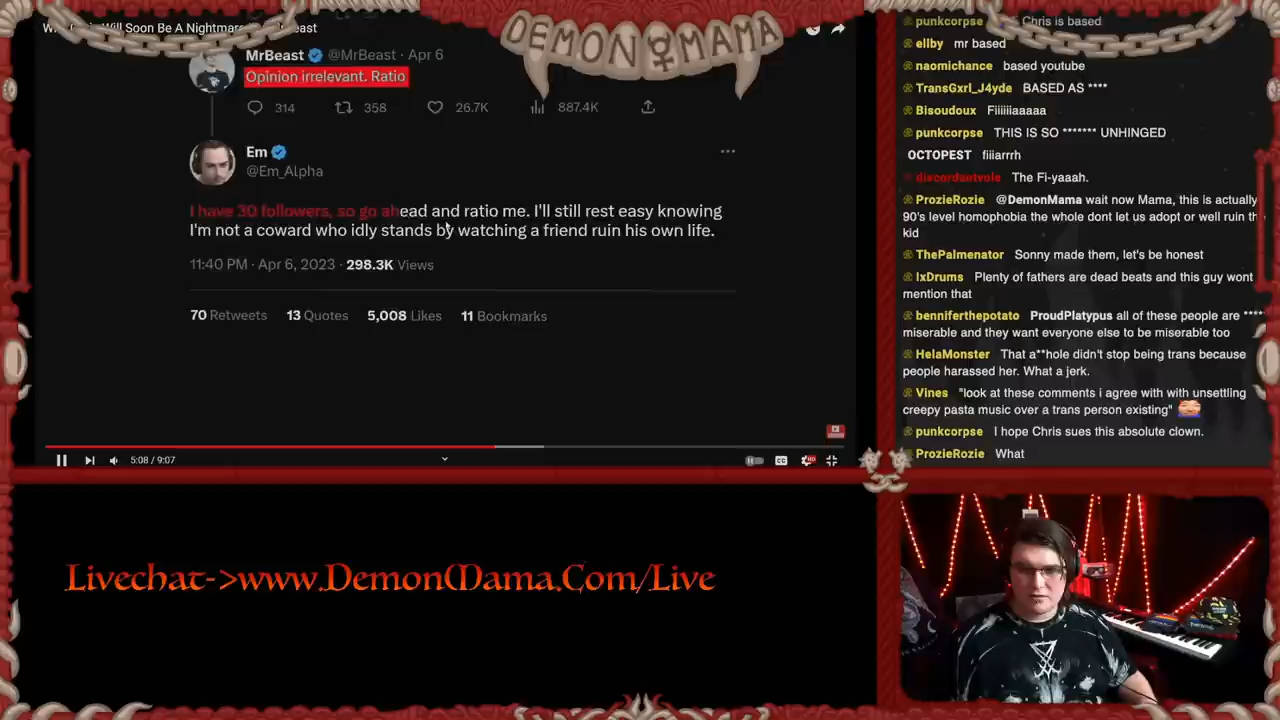 Will Soon Be A Nightmare
DEMON MAMA
MrBeast @MrBeast · Apr 6
Opinion irrelevant. Ratio
314 358 26.7K 887.4K
Em
@Em_Alpha
I have 30 followers, so go ahead and ratio me. I'll still rest easy knowing
I'm not a coward who idly stands by watching a friend ruin his own life.
11:40 PM · Apr 6, 2023 · 298.3K Views
70 Retweets 13 Quotes 5,008 Likes 11 Bookmarks
5:08 / 9:07
CC
HD
Livechat->www.DemonMama.Com/Live
punkcorpse Chris is based
ellby mr based
naomichance based youtube
TransGxrl_J4yde BASED AS ****
Bisoudoux Fiiiiiaaaaa
punkcorpse THIS IS SO ******* UNHINGED
OCTOPEST fiiiarrrh
discordantvole The Fi-yaaah.
ProzieRozie @DemonMama wait now Mama, this is actually
90's level homophobia the whole dont let us adopt or well ruin the
kid
ThePalmenator Sonny made them, let's be honest
IxDrums Plenty of fathers are dead beats and this guy wont
mention that
benniferthepotato ProudPlatypus all of these people are ****
miserable and they want everyone else to be miserable too
HelaMonster That a**hole didn't stop being trans because
people harassed her. What a jerk.
Vines "look at these comments i agree with with unsettling
creepy pasta music over a trans person existing"
punkcorpse I hope Chris sues this absolute clown.
ProzieRozie What